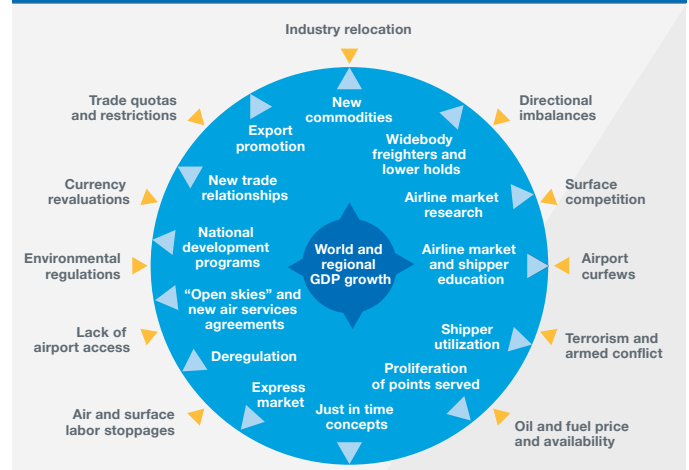 Industry relocation
Trade quotas
and restrictions
Directional
imbalances
New
commodities
Export
promotion
Widebody
freighters and
lower holds
Currency
revaluations
New trade
relationships
Airline market
research
Surface
competition
Environmental
regulations
National
development
programs
World and
regional
GDP growth
Airline market
and shipper
education
Airport
curfews
Lack of
airport access
“Open skies” and
new air services
agreements
Shipper
utilization
Terrorism and
armed conflict
Deregulation
Proliferation
of points served
Air and surface
labor stoppages
Express
market
Just in time
concepts
Oil and fuel price
and availability